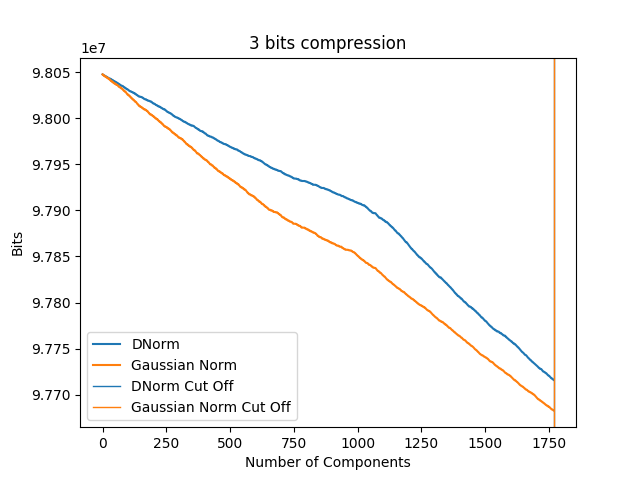 3 bits compression
1e7
9.805
9.800
9.795
9.790
9.785
9.780
9.775
9.770
Bits
DNorm
Gaussian Norm
DNorm Cut Off
Gaussian Norm Cut Off
0 250 500 750 1000 1250 1500 1750
Number of Components